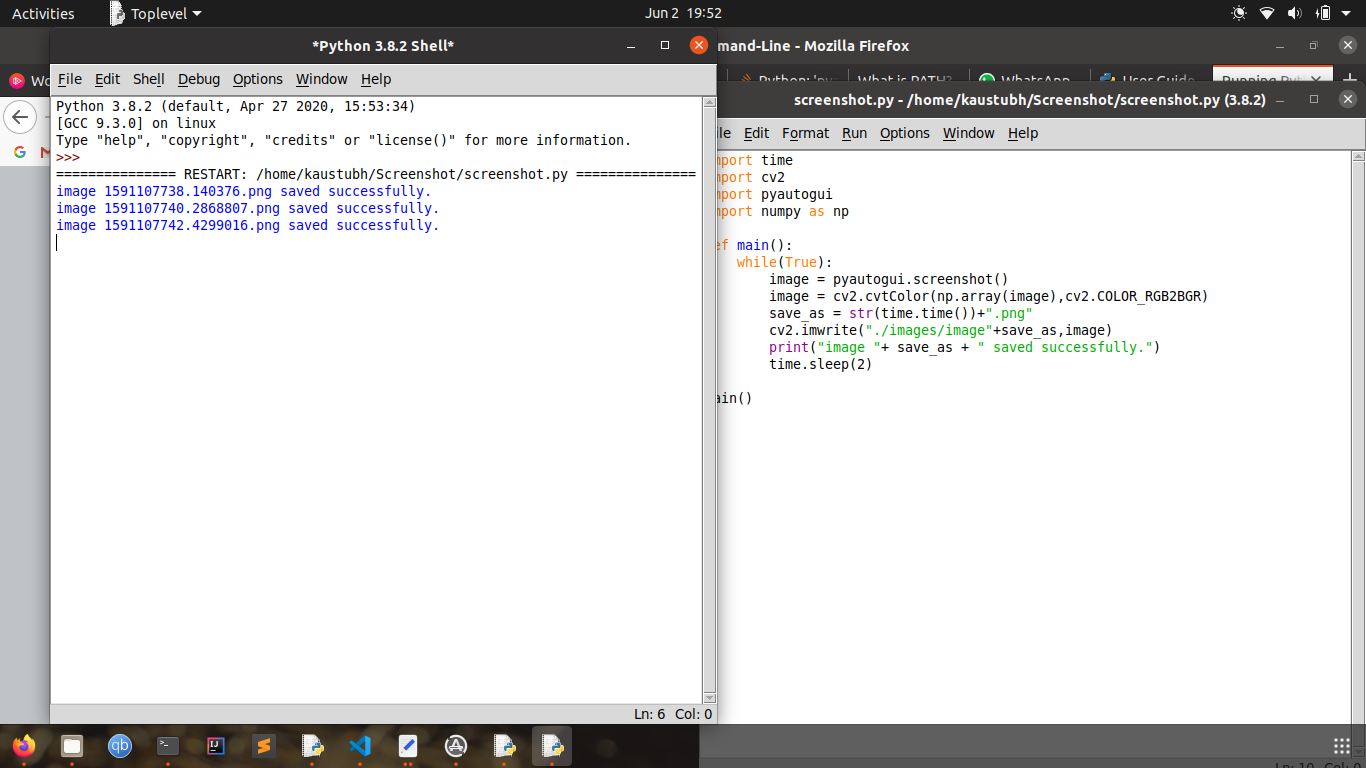 Activities
Toplevel
Jun 2 19:52
*Python 3.8.2 Shell*
mand-Line - Mozilla Firefox
File Edit Shell Debug Options Window Help
Wo
Python: 'py
What is PATH?
WhatsApp
User Guide
Running Pyt
screenshot.py - /home/kaustubh/Screenshot/screenshot.py (3.8.2)
ile Edit Format Run Options Window Help
Python 3.8.2 (default, Apr 27 2020, 15:53:34)
[GCC 9.3.0] on linux
Type "help", "copyright", "credits" or "license()" for more information.
>>>
=============== RESTART: /home/kaustubh/Screenshot/screenshot.py ===============
image 1591107738.140376.png saved successfully.
image 1591107740.2868807.png saved successfully.
image 1591107742.4299016.png saved successfully.
mport time
mport cv2
mport pyautogui
mport numpy as np
ef main():
while(True):
image = pyautogui.screenshot()
image = cv2.cvtColor(np.array(image),cv2.COLOR_RGB2BGR)
save_as = str(time.time())+".png"
cv2.imwrite("./images/image"+save_as,image)
print("image "+ save_as + " saved successfully.")
time.sleep(2)
ain()
Ln: 6 Col: 0
qb
Ln: 10 Col: 0